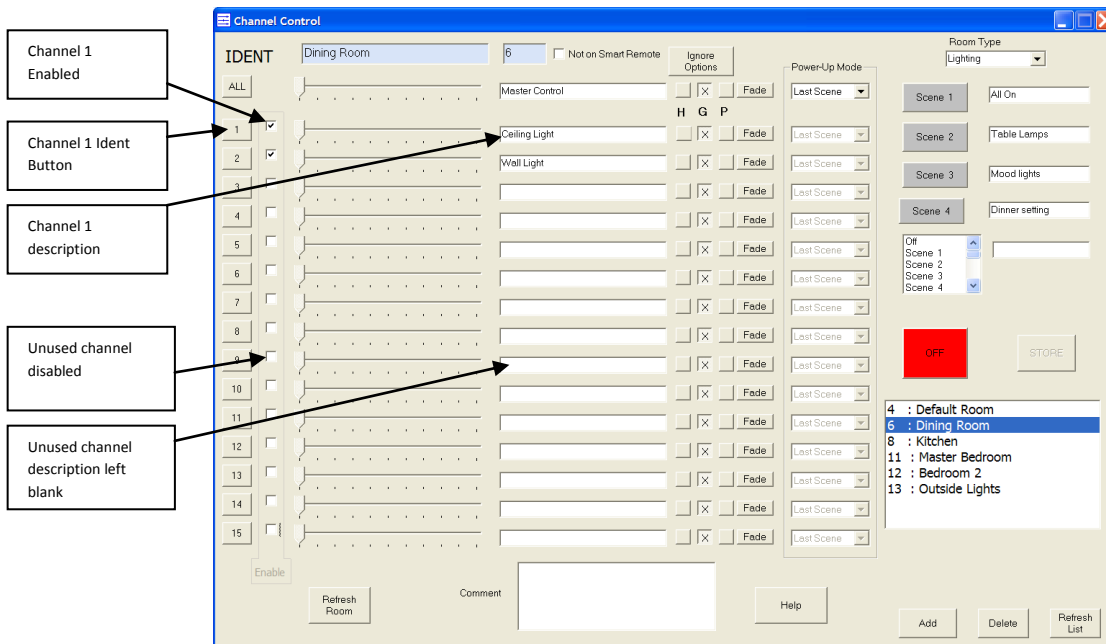 Channel Control
Channel 1
Enabled
Channel 1 Ident
Button
Channel 1
description
Unused channel
disabled
Unused channel
description left
blank
IDENT
Dining Room
6
Not on Smart Remote
Ignore
Options
Power-Up Mode
Room Type
Lighting
ALL
Master Control
X
Fade
Last Scene
H G P
1
Ceiling Light
X
Fade
Last Scene
2
Wall Light
X
Fade
Last Scene
3
X
Fade
Last Scene
4
X
Fade
Last Scene
5
X
Fade
Last Scene
6
X
Fade
Last Scene
7
X
Fade
Last Scene
8
X
Fade
Last Scene
9
X
Fade
Last Scene
10
X
Fade
Last Scene
11
X
Fade
Last Scene
12
X
Fade
Last Scene
13
X
Fade
Last Scene
14
X
Fade
Last Scene
15
X
Fade
Last Scene
Enable
Scene 1
All On
Scene 2
Table Lamps
Scene 3
Mood lights
Scene 4
Dinner setting
Off
Scene 1
Scene 2
Scene 3
Scene 4
OFF
STORE
4 : Default Room
6 : Dining Room
8 : Kitchen
11 : Master Bedroom
12 : Bedroom 2
13 : Outside Lights
Refresh
Room
Comment
Help
Add
Delete
Refresh
List